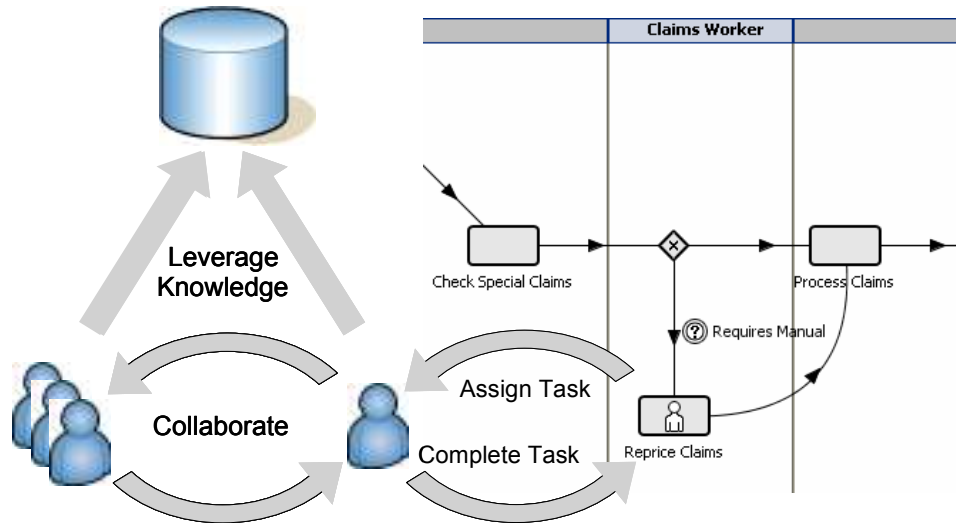 Claims Worker
Leverage
Knowledge
Check Special Claims
Process Claims
Requires Manual
Assign Task
Collaborate
Complete Task
Reprice Claims